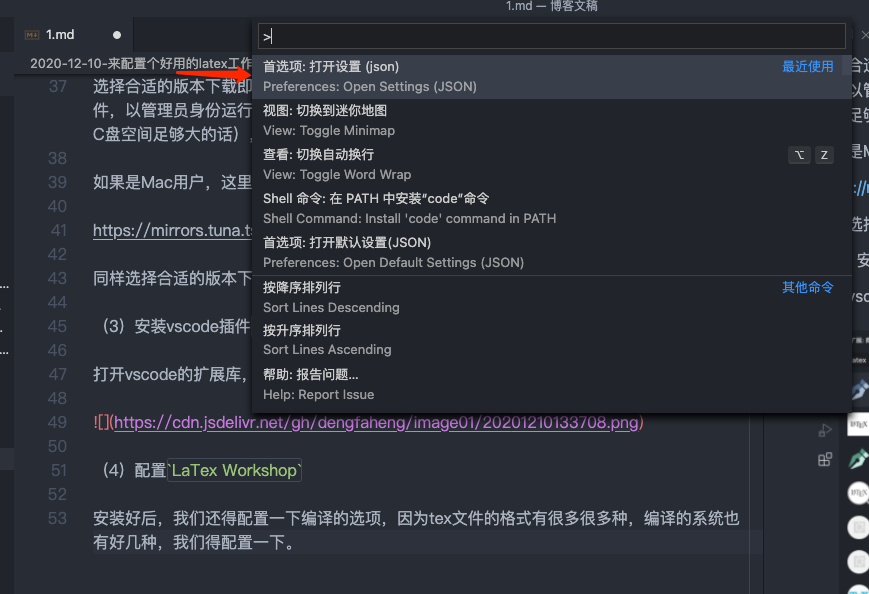 1.md — 博客文稿
1.md
2020-12-10-来配置个好用的latex工作
>
首选项: 打开设置 (json)
最近使用
Preferences: Open Settings (JSON)
视图: 切换到迷你地图
View: Toggle Minimap
查看: 切换自动换行
⌥ Z
View: Toggle Word Wrap
Shell 命令: 在 PATH 中安装“code”命令
Shell Command: Install 'code' command in PATH
首选项: 打开默认设置(JSON)
Preferences: Open Default Settings (JSON)
按降序排列行
其他命令
Sort Lines Descending
按升序排列行
Sort Lines Ascending
帮助: 报告问题...
Help: Report Issue
37 选择合适的版本下载即
件，以管理员身份运行
C盘空间足够大的话）
38
39 如果是Mac用户，这里
40
41 https://mirrors.tuna.t
42
43 同样选择合适的版本下
44
45 （3）安装vscode插件
46
47 打开vscode的扩展库，
48
49 ![](https://cdn.jsdelivr.net/gh/dengfaheng/image01/20201210133708.png)
50
51 （4）配置`LaTex Workshop`
52
53 安装好后，我们还得配置一下编译的选项，因为tex文件的格式有很多很多种，编译的系统也
有好几种，我们得配置一下。